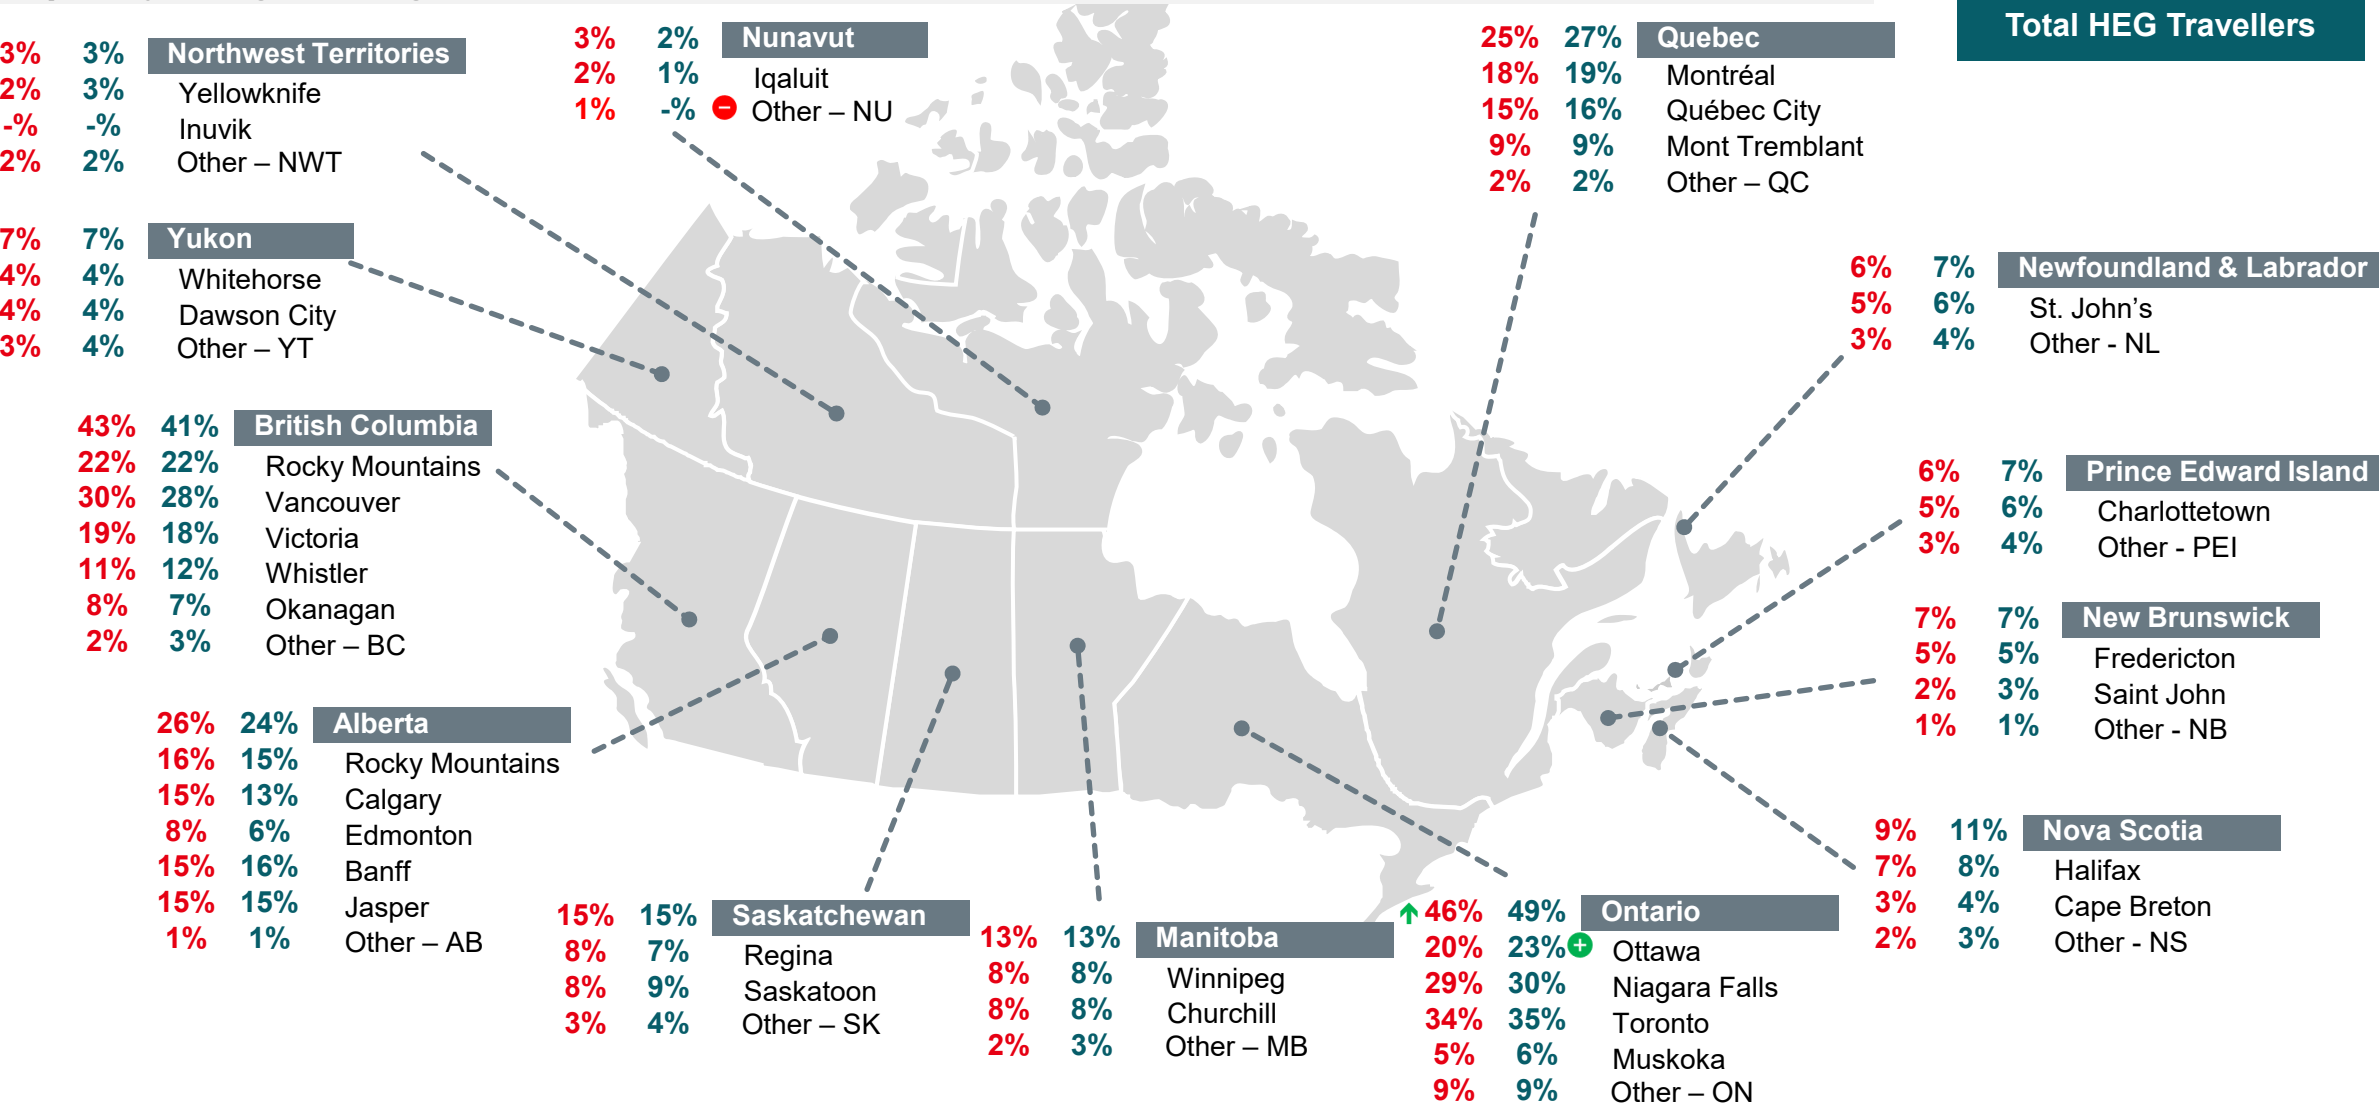 Total HEG Travellers
3% 3% Northwest Territories
2% 3% Yellowknife
-% -% Inuvik
2% 2% Other – NWT
3% 2% Nunavut
2% 1% Iqaluit
1% -% Other – NU
25% 27% Quebec
18% 19% Montréal
15% 16% Québec City
9% 9% Mont Tremblant
2% 2% Other – QC
7% 7% Yukon
4% 4% Whitehorse
4% 4% Dawson City
3% 4% Other – YT
6% 7% Newfoundland & Labrador
5% 6% St. John’s
3% 4% Other - NL
43% 41% British Columbia
22% 22% Rocky Mountains
30% 28% Vancouver
19% 18% Victoria
11% 12% Whistler
8% 7% Okanagan
2% 3% Other – BC
6% 7% Prince Edward Island
5% 6% Charlottetown
3% 4% Other - PEI
7% 7% New Brunswick
5% 5% Fredericton
2% 3% Saint John
1% 1% Other - NB
26% 24% Alberta
16% 15% Rocky Mountains
15% 13% Calgary
8% 6% Edmonton
15% 16% Banff
15% 15% Jasper
1% 1% Other – AB
9% 11% Nova Scotia
7% 8% Halifax
3% 4% Cape Breton
2% 3% Other - NS
15% 15% Saskatchewan
8% 7% Regina
8% 9% Saskatoon
3% 4% Other – SK
13% 13% Manitoba
8% 8% Winnipeg
8% 8% Churchill
2% 3% Other – MB
46% 49% Ontario
20% 23% Ottawa
29% 30% Niagara Falls
34% 35% Toronto
5% 6% Muskoka
9% 9% Other – ON